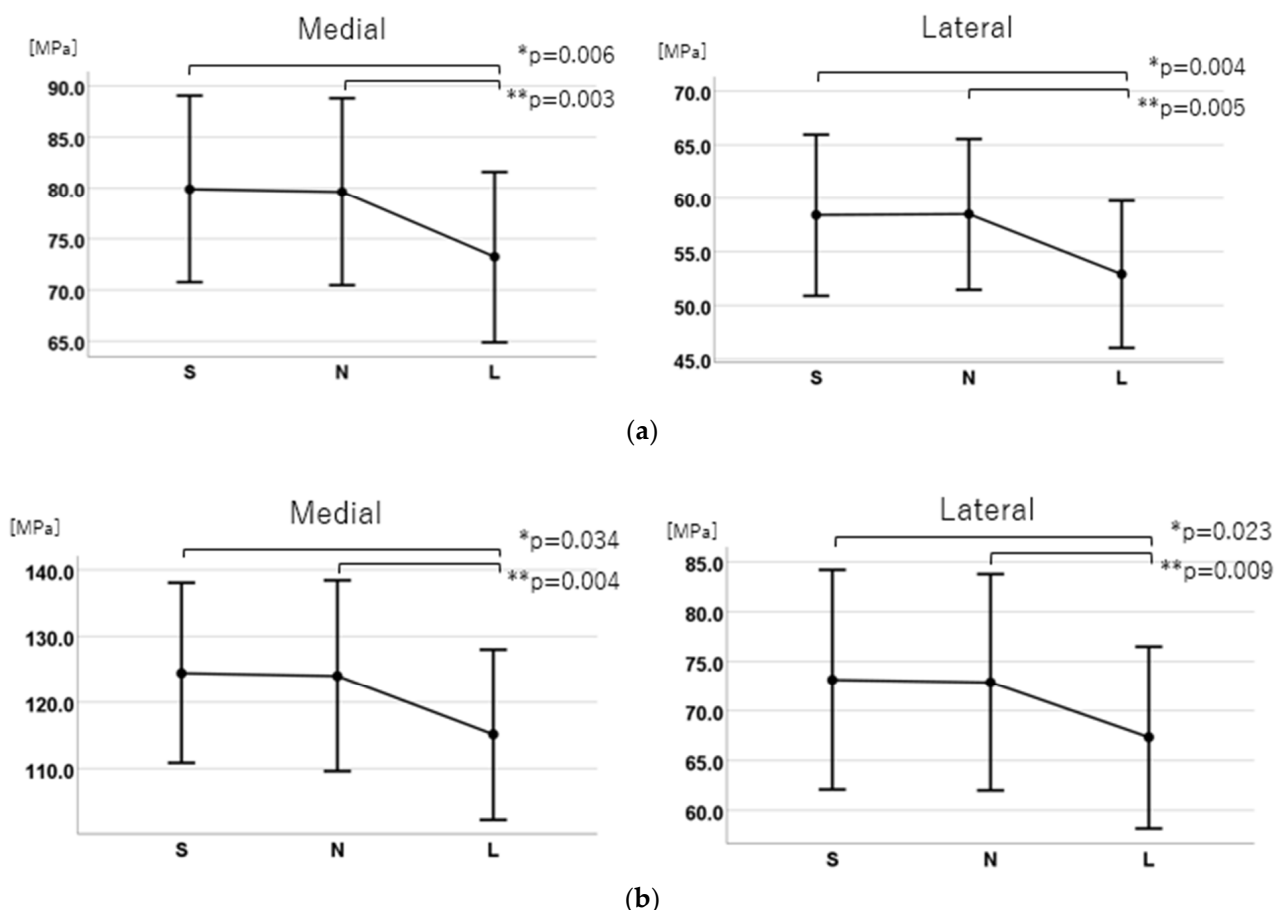 Medial
[MPa]
*p=0.006
**p=0.003
90.0
85.0
80.0
75.0
70.0
65.0
S N L
Lateral
[MPa]
*p=0.004
**p=0.005
70.0
65.0
60.0
55.0
50.0
45.0
S N L
(a)
Medial
[MPa]
*p=0.034
**p=0.004
140.0
130.0
120.0
110.0
S N L
Lateral
[MPa]
*p=0.023
**p=0.009
85.0
80.0
75.0
70.0
65.0
60.0
S N L
(b)